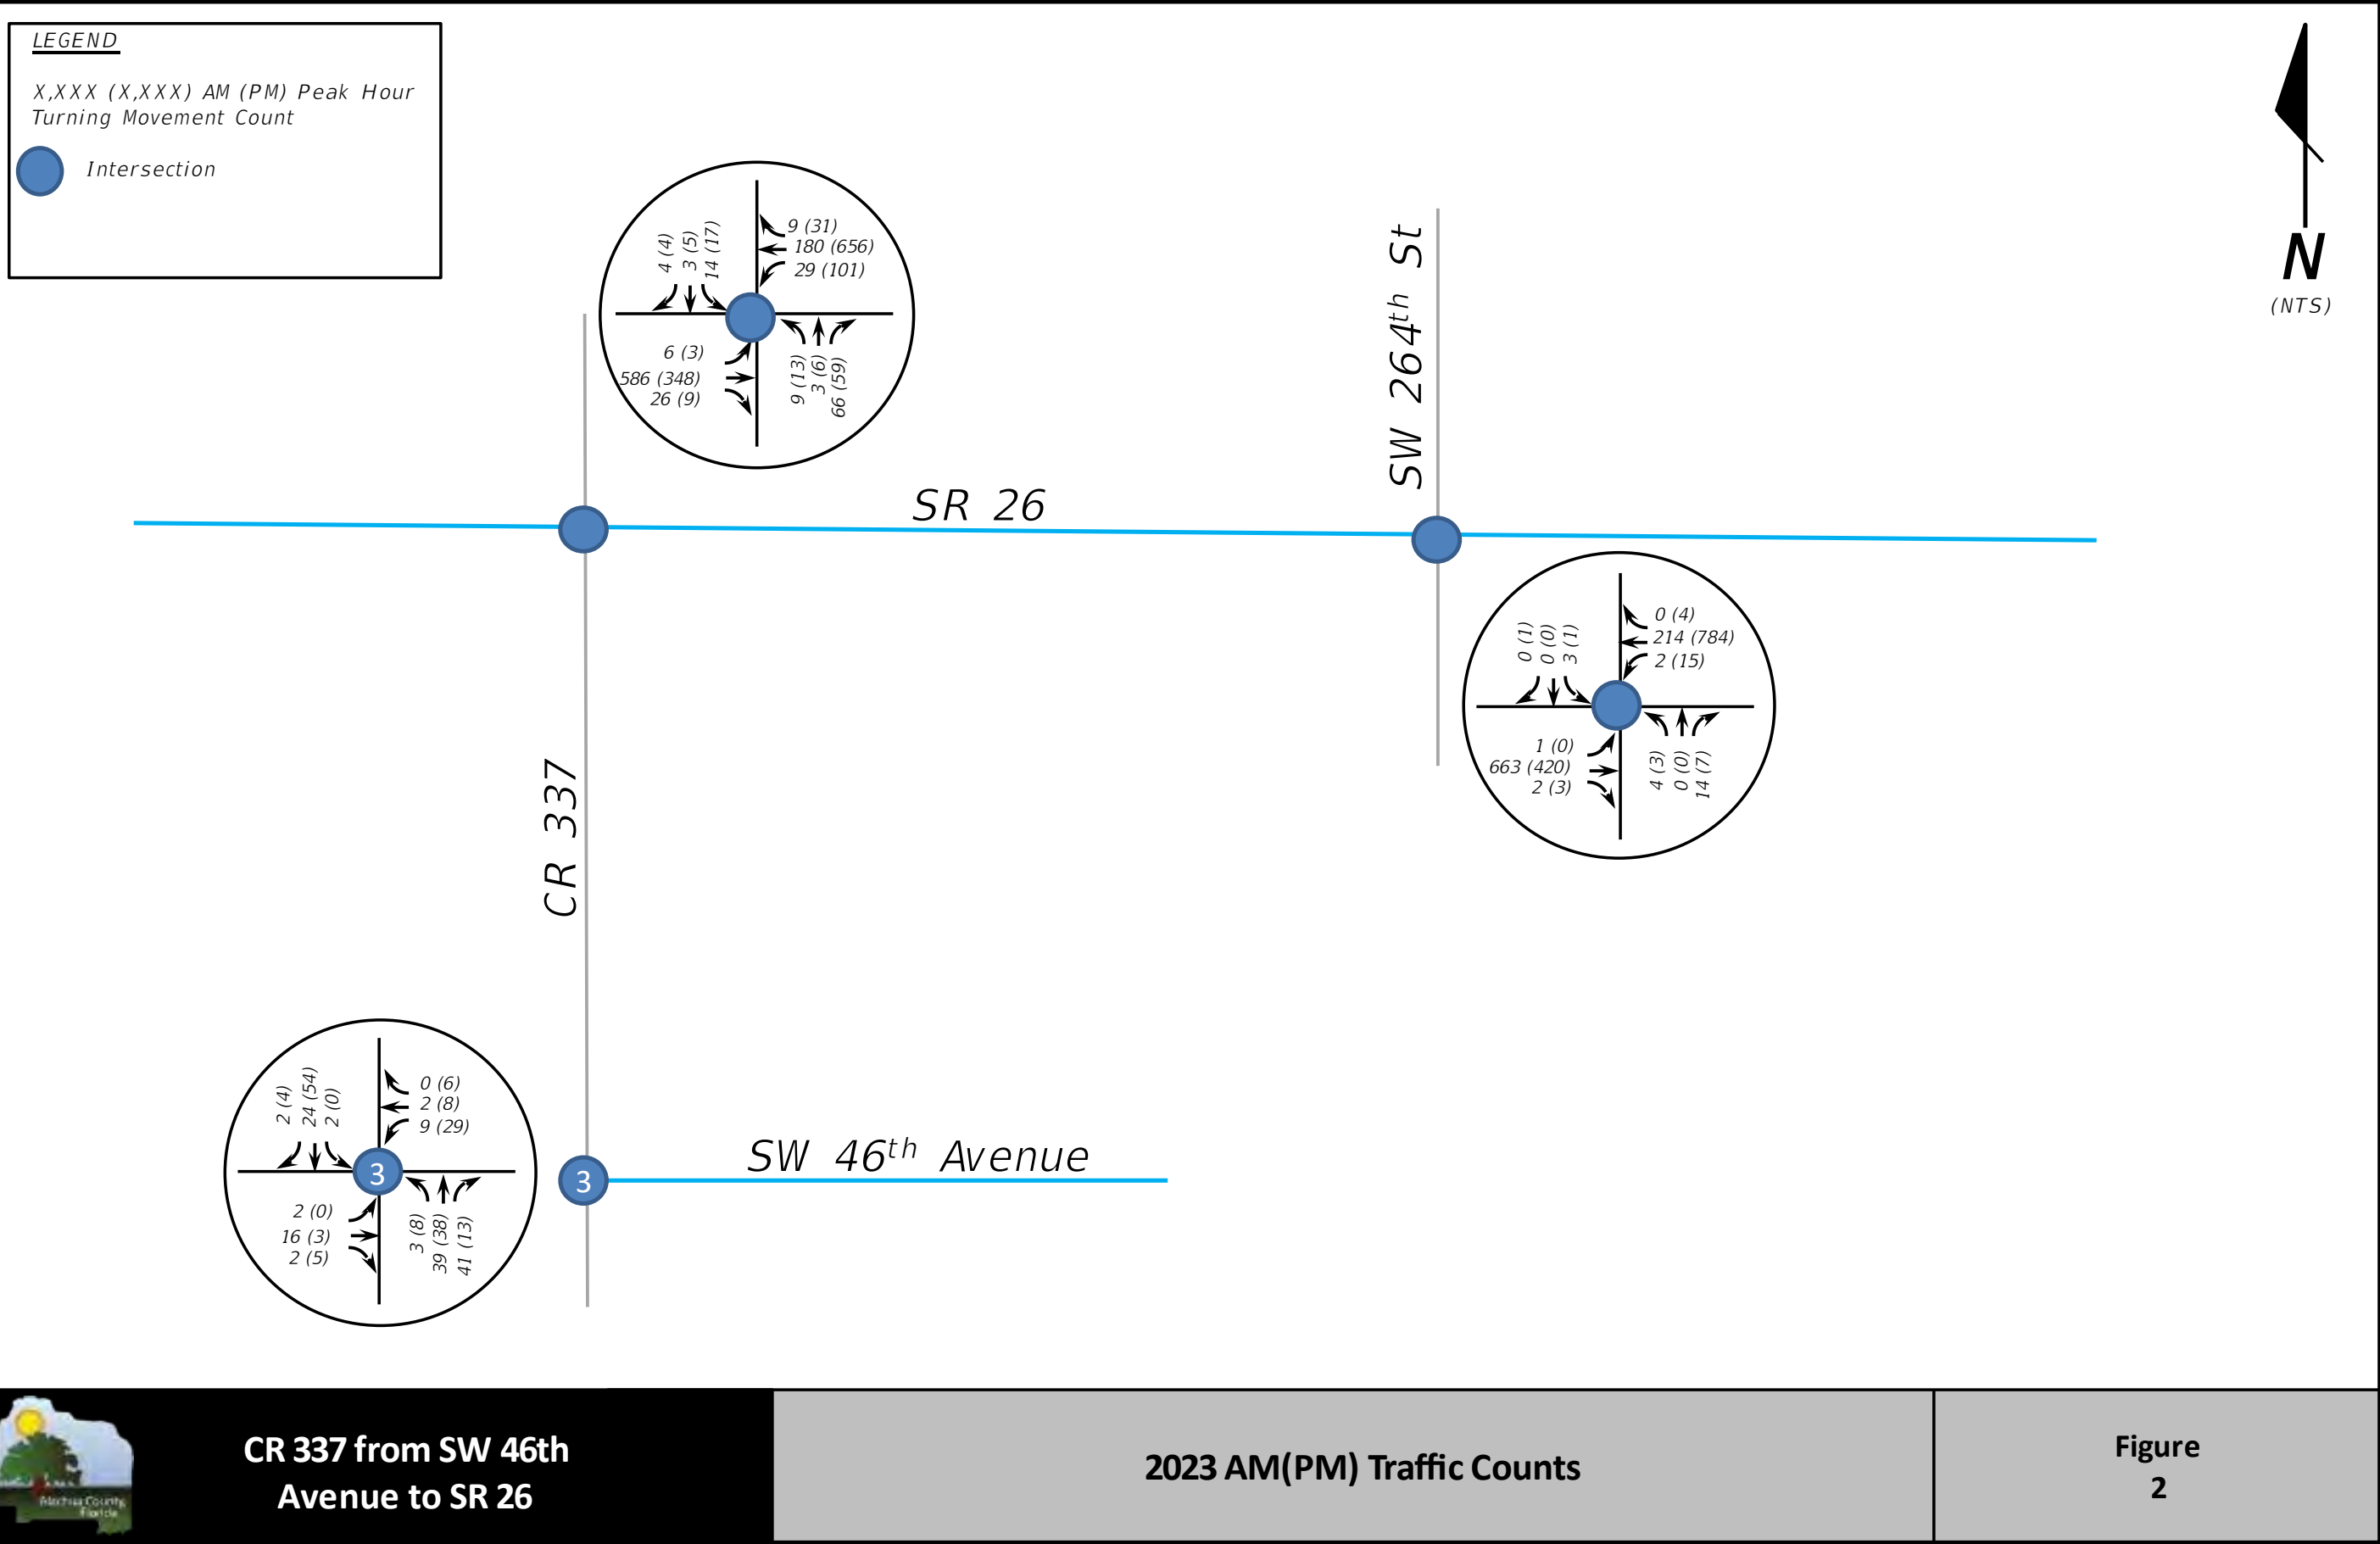 LEGEND
X,XXX (X,XXX) AM (PM) Peak Hour
Turning Movement Count
Intersection
4 (4)
3 (5)
14 (17)
9 (31)
180 (656)
29 (101)
6 (3)
586 (348)
26 (9)
9 (13)
3 (6)
66 (59)
SW 264th St
N
(NTS)
SR 26
0 (1)
0 (0)
3 (1)
0 (4)
214 (784)
2 (15)
1 (0)
663 (420)
2 (3)
4 (3)
0 (0)
14 (7)
CR 337
2 (4)
24 (54)
2 (0)
0 (6)
2 (8)
9 (29)
3
2 (0)
16 (3)
2 (5)
3 (8)
39 (38)
41 (13)
3
SW 46th Avenue
Alachua County,
Florida
CR 337 from SW 46th
Avenue to SR 26
2023 AM(PM) Traffic Counts
Figure
2